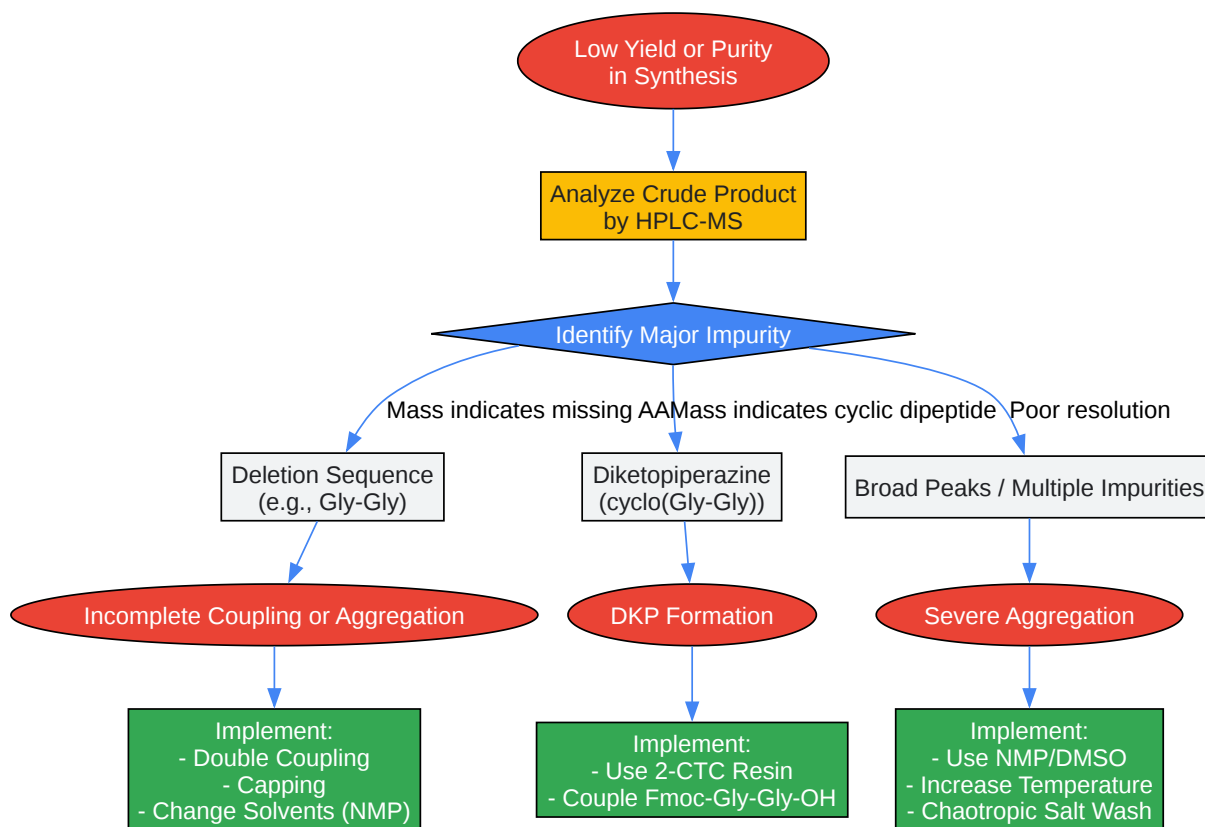 Low Yield or Purity
in Synthesis
Analyze Crude Product
by HPLC-MS
Identify Major Impurity
Mass indicates missing AA
Mass indicates cyclic dipeptide
Poor resolution
Deletion Sequence
(e.g., Gly-Gly)
Diketopiperazine
(cyclo(Gly-Gly))
Broad Peaks / Multiple Impurities
Incomplete Coupling or Aggregation
DKP Formation
Severe Aggregation
Implement:
- Double Coupling
- Capping
- Change Solvents (NMP)
Implement:
- Use 2-CTC Resin
- Couple Fmoc-Gly-Gly-OH
Implement:
- Use NMP/DMSO
- Increase Temperature
- Chaotropic Salt Wash